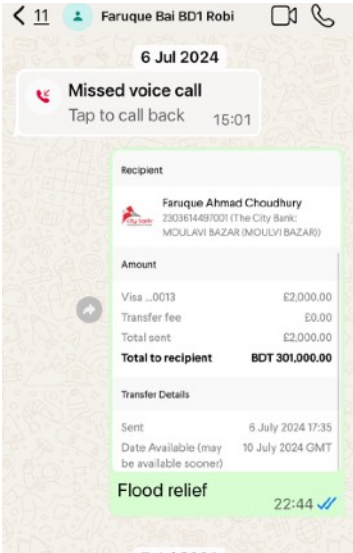 11
Faruque Bai BD1 Robi
6 Jul 2024
Missed voice call
Tap to call back 15:01
Recipient
Faruque Ahmad Choudhury
city bank
2303614497001 (The City Bank:
MOULAVI BAZAR (MOULVI BAZAR))
Amount
Visa ...0013 £2,000.00
Transfer fee £0.00
Total sent £2,000.00
Total to recipient BDT 301,000.00
Transfer Details
Sent 6 July 2024 17:35
Date Available (may 10 July 2024 GMT
be available sooner)
Flood relief
22:44